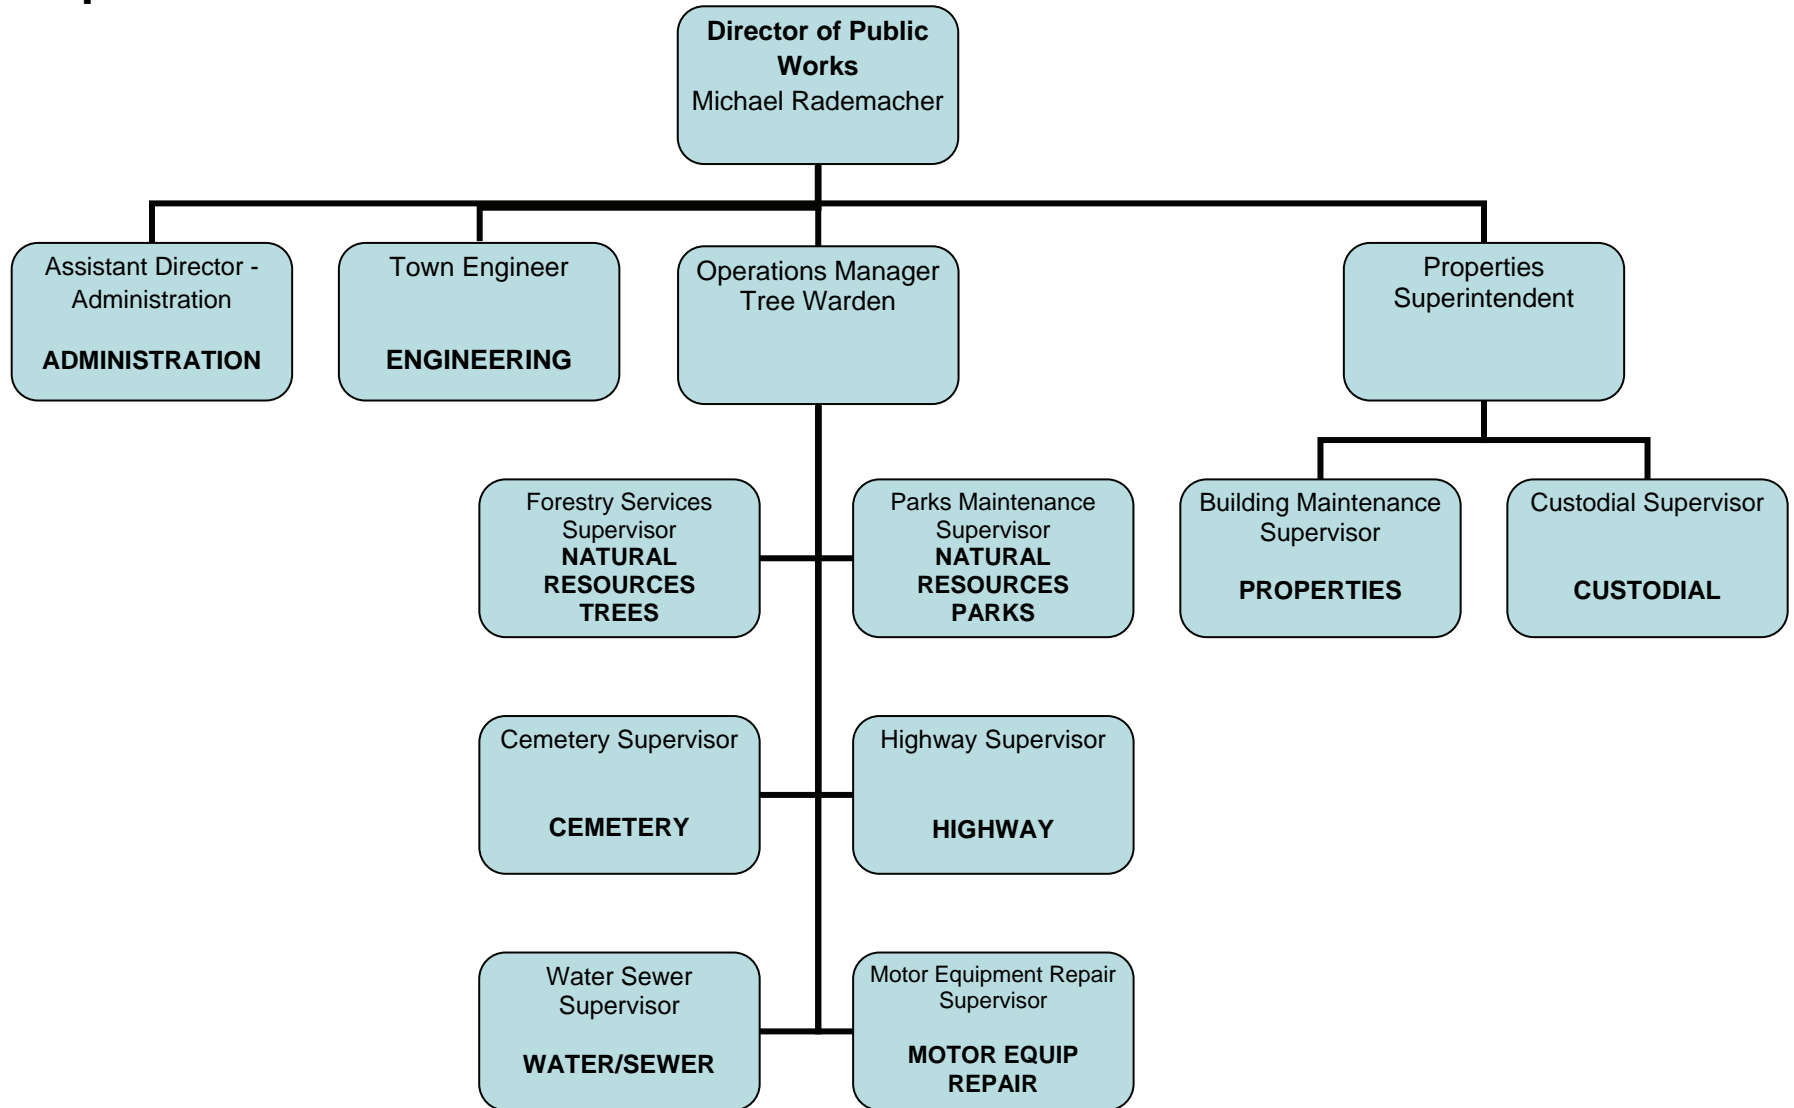 Director of Public
Works
Michael Rademacher
Assistant Director -
Administration
ADMINISTRATION
Town Engineer
ENGINEERING
Operations Manager
Tree Warden
Properties
Superintendent
Forestry Services
Supervisor
NATURAL
RESOURCES
TREES
Parks Maintenance
Supervisor
NATURAL
RESOURCES
PARKS
Building Maintenance
Supervisor
PROPERTIES
Custodial Supervisor
CUSTODIAL
Cemetery Supervisor
CEMETERY
Highway Supervisor
HIGHWAY
Water Sewer
Supervisor
WATER/SEWER
Motor Equipment Repair
Supervisor
MOTOR EQUIP
REPAIR